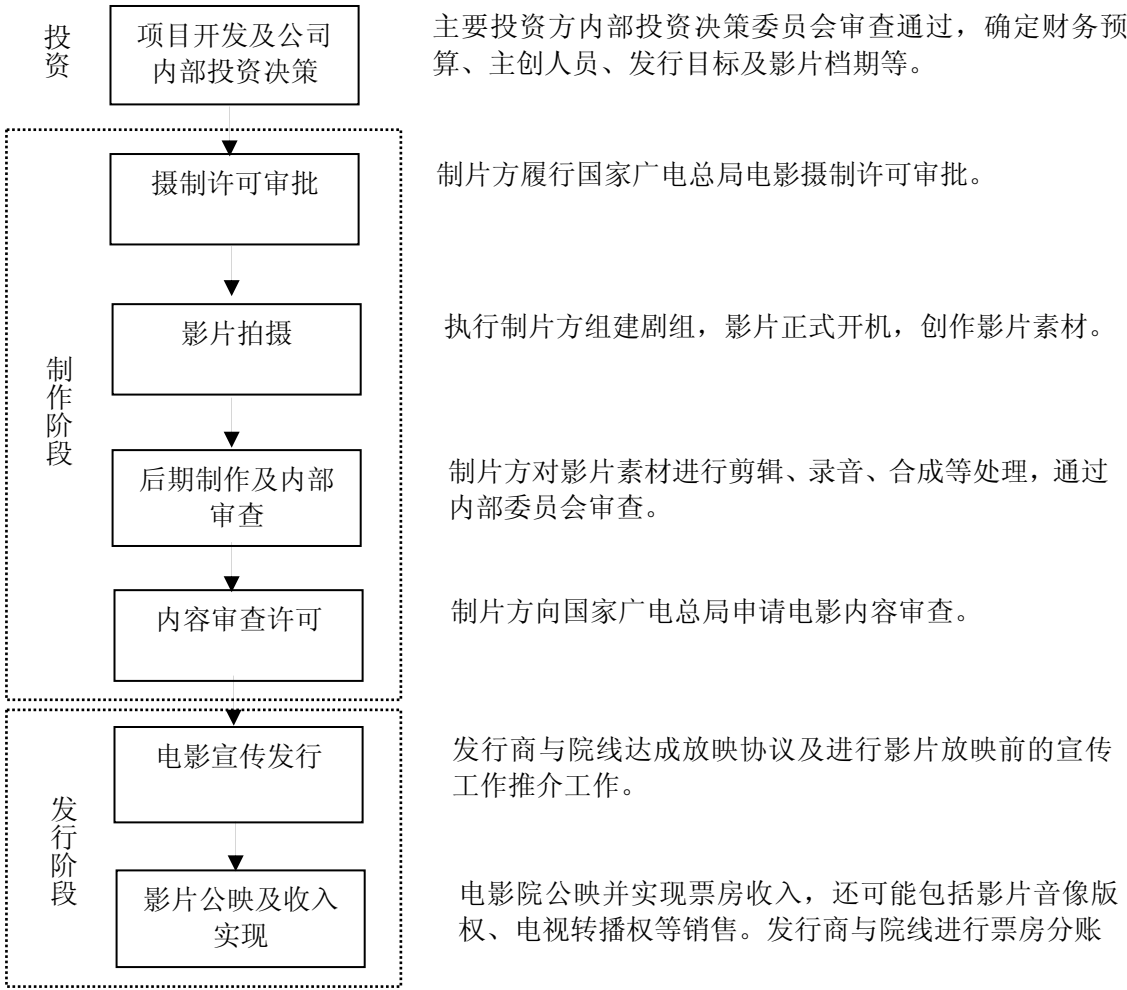 投资
项目开发及公司
内部投资决策
主要投资方内部投资决策委员会审查通过，确定财务预
算、主创人员、发行目标及影片档期等。
制作阶段
摄制许可审批
制片方履行国家广电总局电影摄制许可审批。
影片拍摄
执行制片方组建剧组，影片正式开机，创作影片素材。
后期制作及内部
审查
制片方对影片素材进行剪辑、录音、合成等处理，通过
内部委员会审查。
内容审查许可
制片方向国家广电总局申请电影内容审查。
发行阶段
电影宣传发行
发行商与院线达成放映协议及进行影片放映前的宣传
工作推介工作。
影片公映及收入
实现
电影院公映并实现票房收入，还可能包括影片音像版
权、电视转播权等销售。发行商与院线进行票房分账